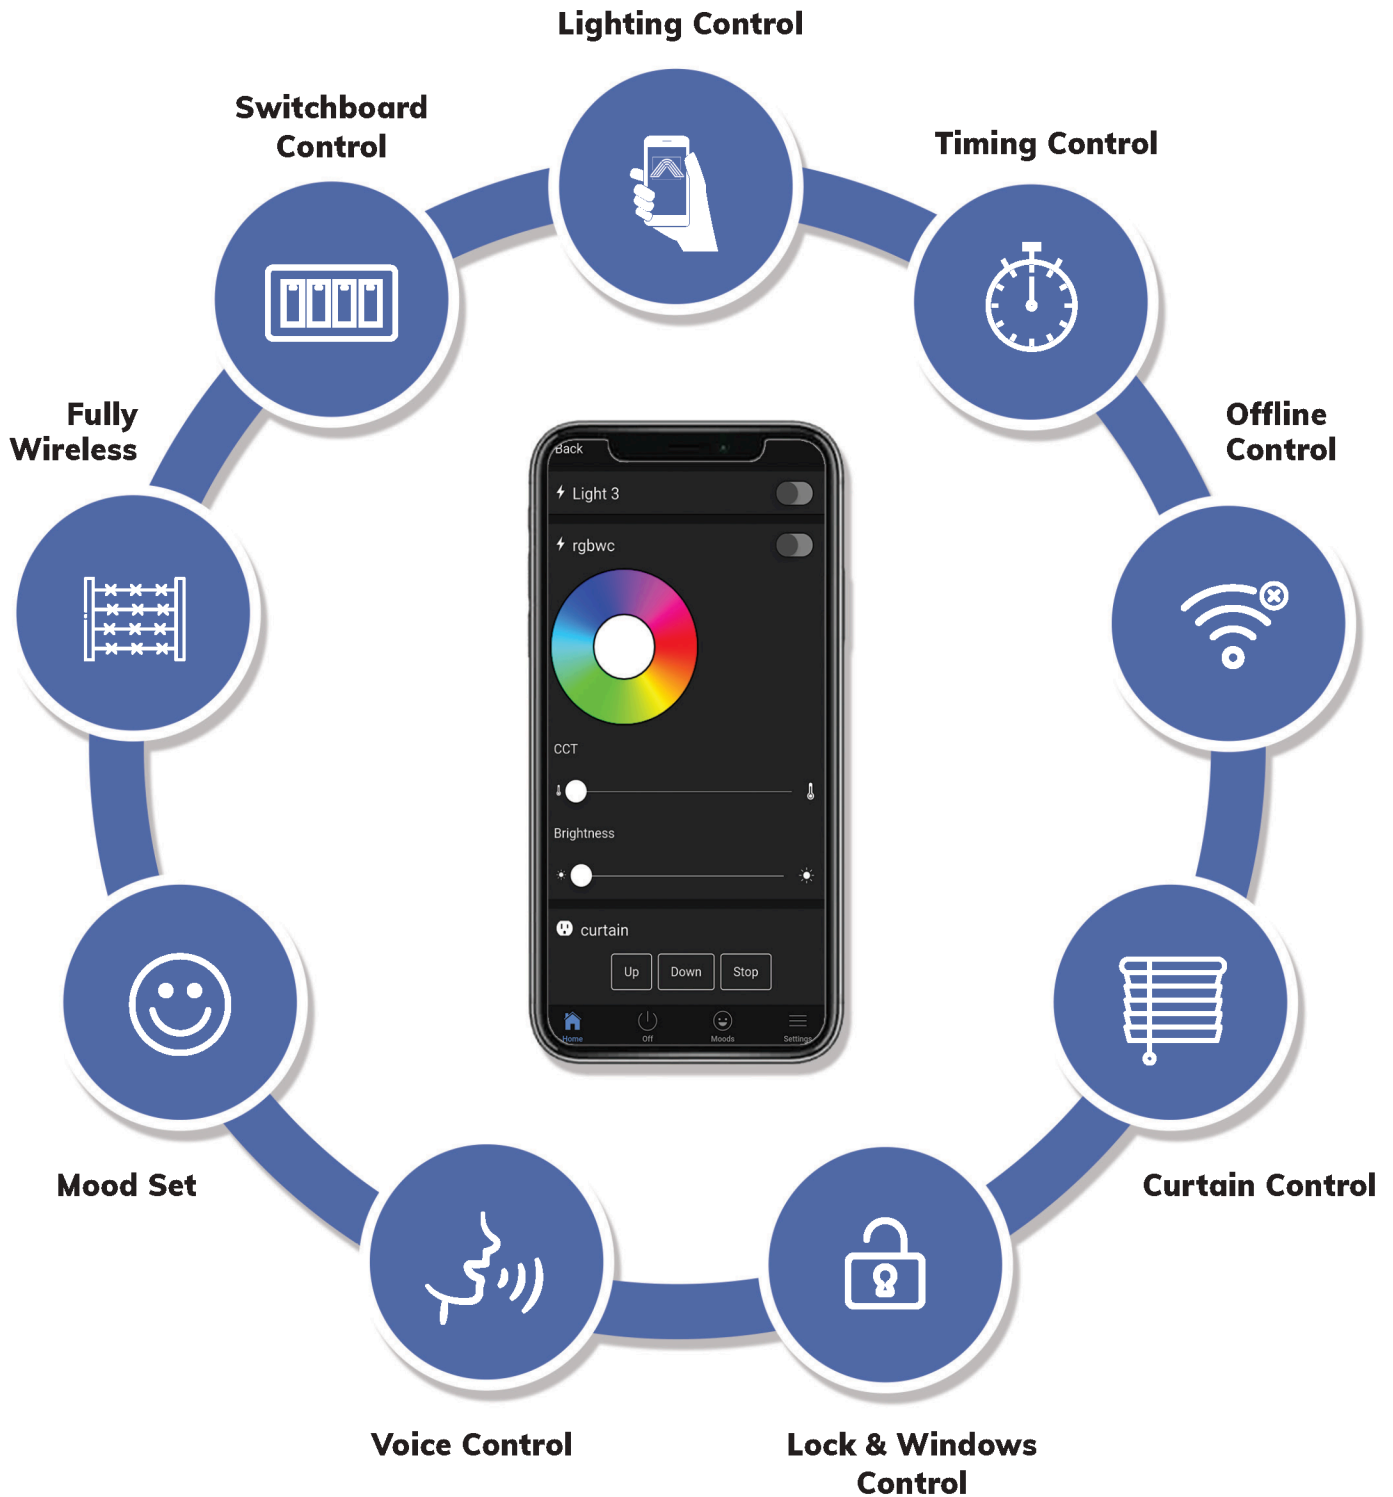 Lighting Control
Switchboard
Control
Timing Control
Fully
Wireless
Offline
Control
Back
Light 3
rgbwc
CCT
Brightness
curtain
Up
Down
Stop
Home
Off
Moods
Settings
Mood Set
Curtain Control
Voice Control
Lock & Windows
Control